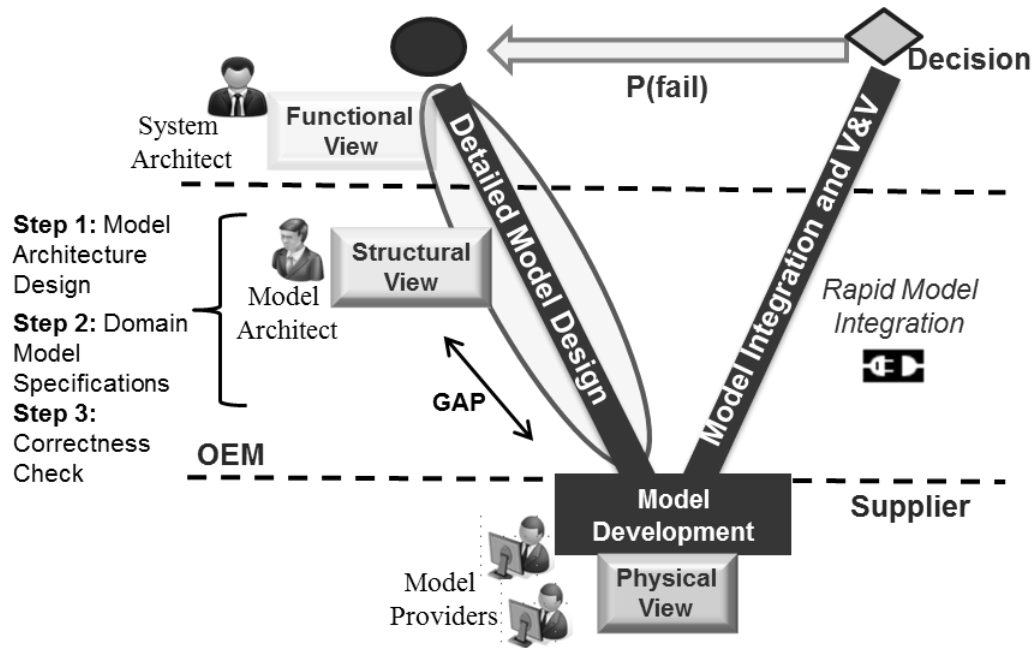 Decision
P(fail)
System
Architect
Functional
View
Detailed Model Design
Model Integration and V&V
Step 1: Model
Architecture
Design
Step 2: Domain
Model
Specifications
Step 3:
Correctness
Check
Model
Architect
Structural
View
Rapid Model
Integration
GAP
OEM
Supplier
Model
Development
Model
Providers
Physical
View